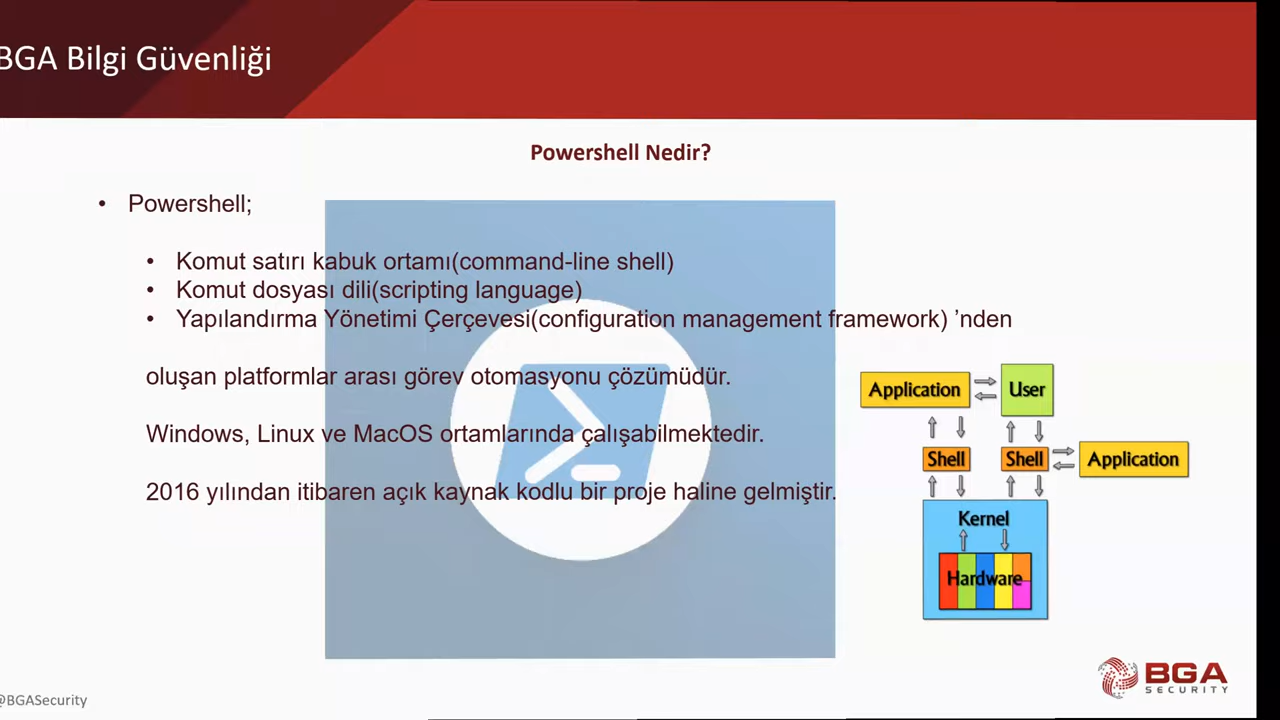 BGA Bilgi Güvenliği
Powershell Nedir?
• Powershell;
• Komut satırı kabuk ortamı(command-line shell)
• Komut dosyası dili(scripting language)
• Yapılandırma Yönetimi Çerçevesi(configuration management framework) ’nden
oluşan platformlar arası görev otomasyonu çözümüdür.
Windows, Linux ve MacOS ortamlarında çalışabilmektedir.
2016 yılından itibaren açık kaynak kodlu bir proje haline gelmiştir.
Application
User
Shell
Shell
Application
Kernel
Hardware
BGA
SECURITY
@BGASecurity